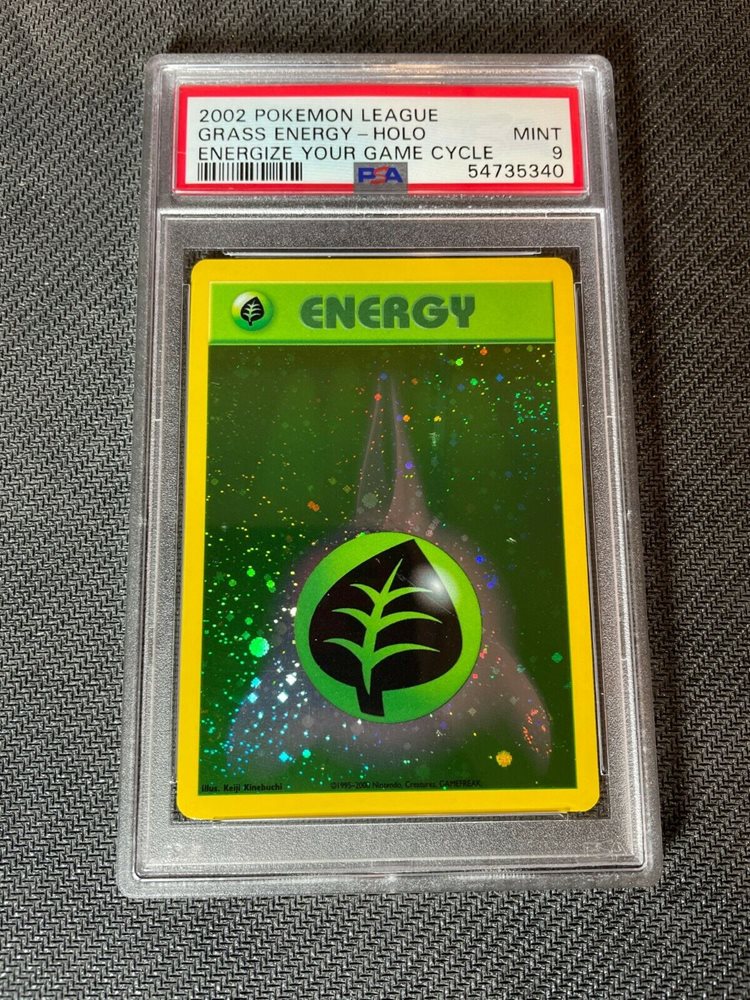 2002 POKEMON LEAGUE
GRASS ENERGY - HOLO MINT
ENERGIZE YOUR GAME CYCLE 9
PSA 54735340
ENERGY
Illus. Keiji Kinebuchi ©1995-2000 Nintendo, Creatures, GAMEFREAK.